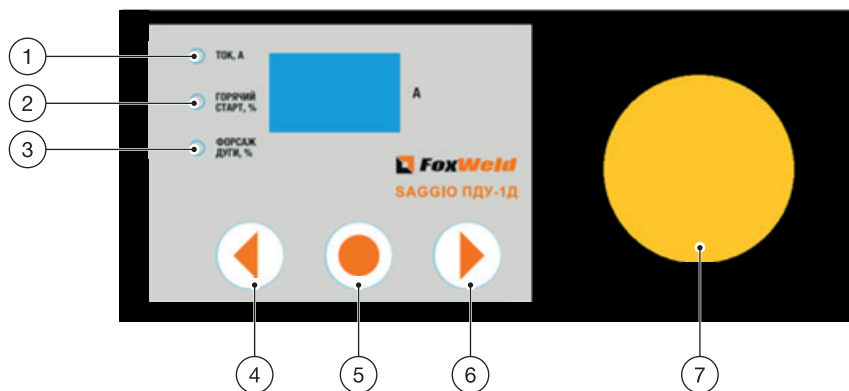 1
ТОК, А
2
ГОРЯЧИЙ
СТАРТ, %
А
3
ФОРСАЖ
ДУГИ, %
FoxWeld
SAGGIO ПДУ-1Д
4
5
6
7